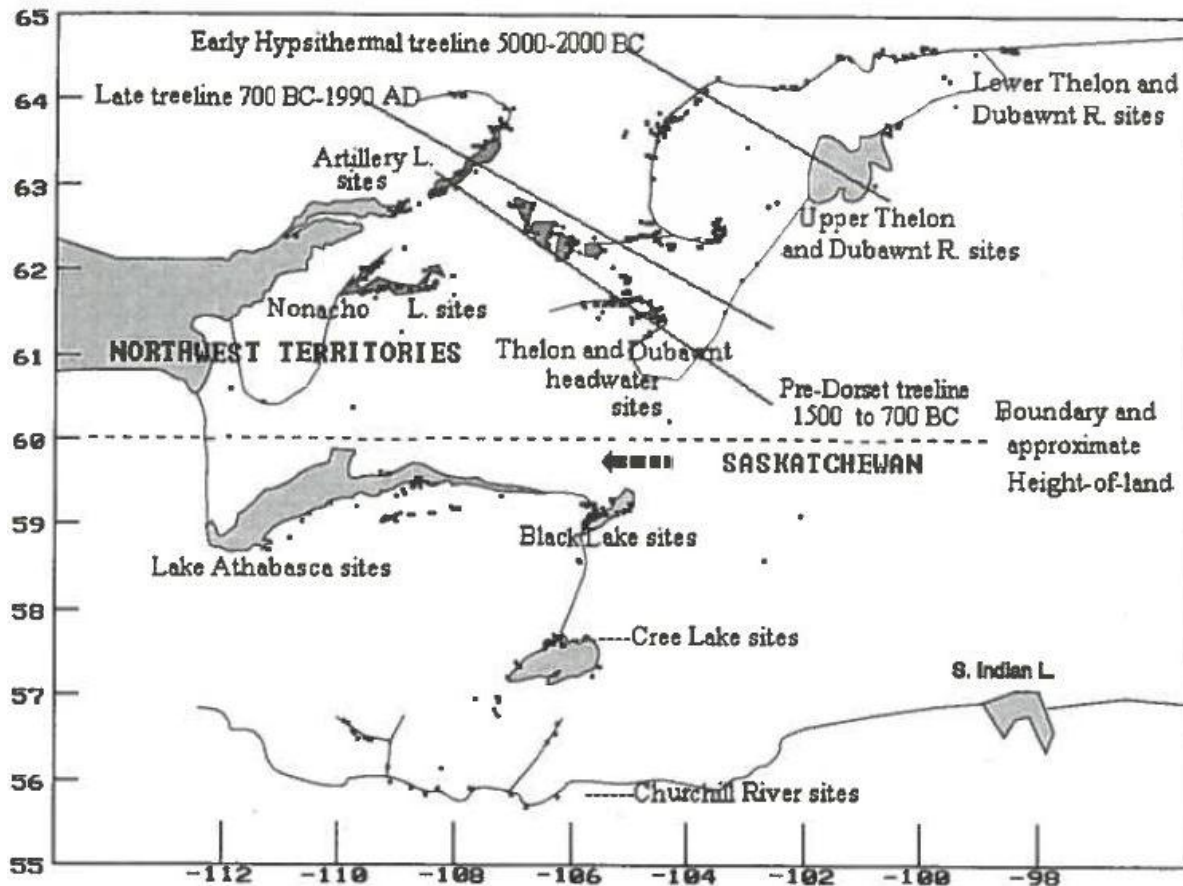 65
Early Hypsithermal treeline 5000-2000 BC
Lower Thelon and
Dubawnt R. sites
64
Late treeline 700 BC-1990 AD
Artillery L.
sites
63
Upper Thelon
and Dubawnt R. sites
62
Nonacho L. sites
61
NORTHWEST TERRITORIES
Thelon and Dubawnt
headwater
sites
Pre-Dorset treeline
1500 to 700 BC
Boundary and
approximate
Height-of-land
60
SASKATCHEWAN
59
Black Lake sites
Lake Athabasca sites
58
Cree Lake sites
S. Indian L.
57
56
Churchill River sites
55
-112 -110 -108 -106 -104 -102 -100 -98